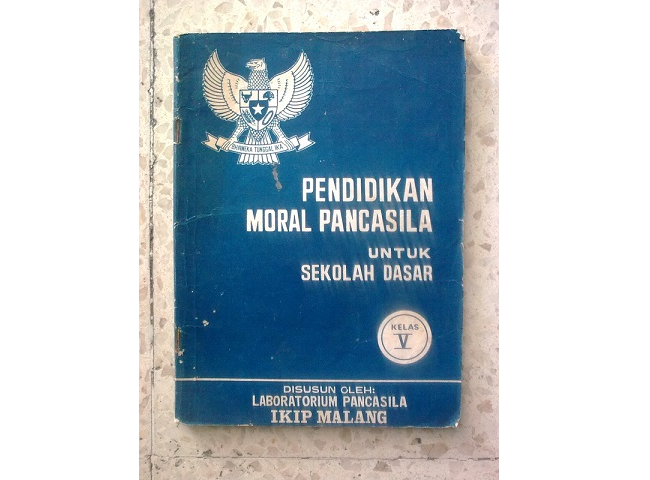 BHINNEKA TUNGGAL IKA
PENDIDIKAN
MORAL PANCASILA
UNTUK
SEKOLAH DASAR
KELAS
V
DISUSUN OLEH:
LABORATORIUM PANCASILA
IKIP MALANG